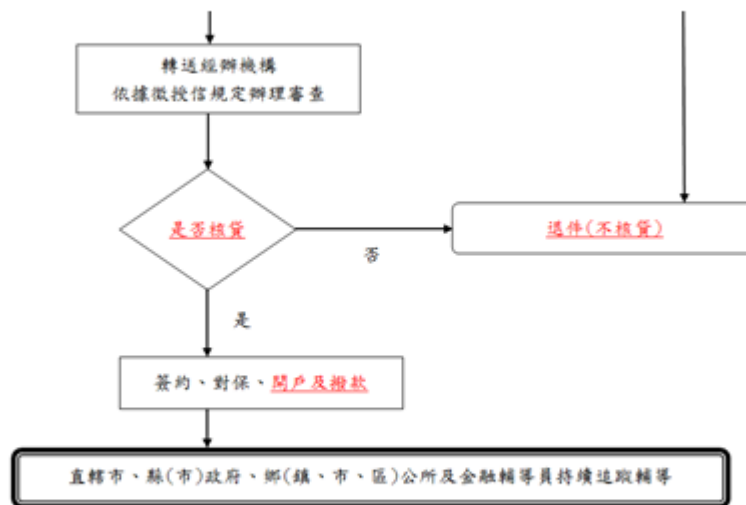 轉送經辦機構
依據徵授信規定辦理審查
是否核貸
退件(不核貸)
否
是
簽約、對保、開戶及撥款
直轄市、縣(市)政府、鄉(鎮、市、區)公所及金融輔導員持續追蹤輔導